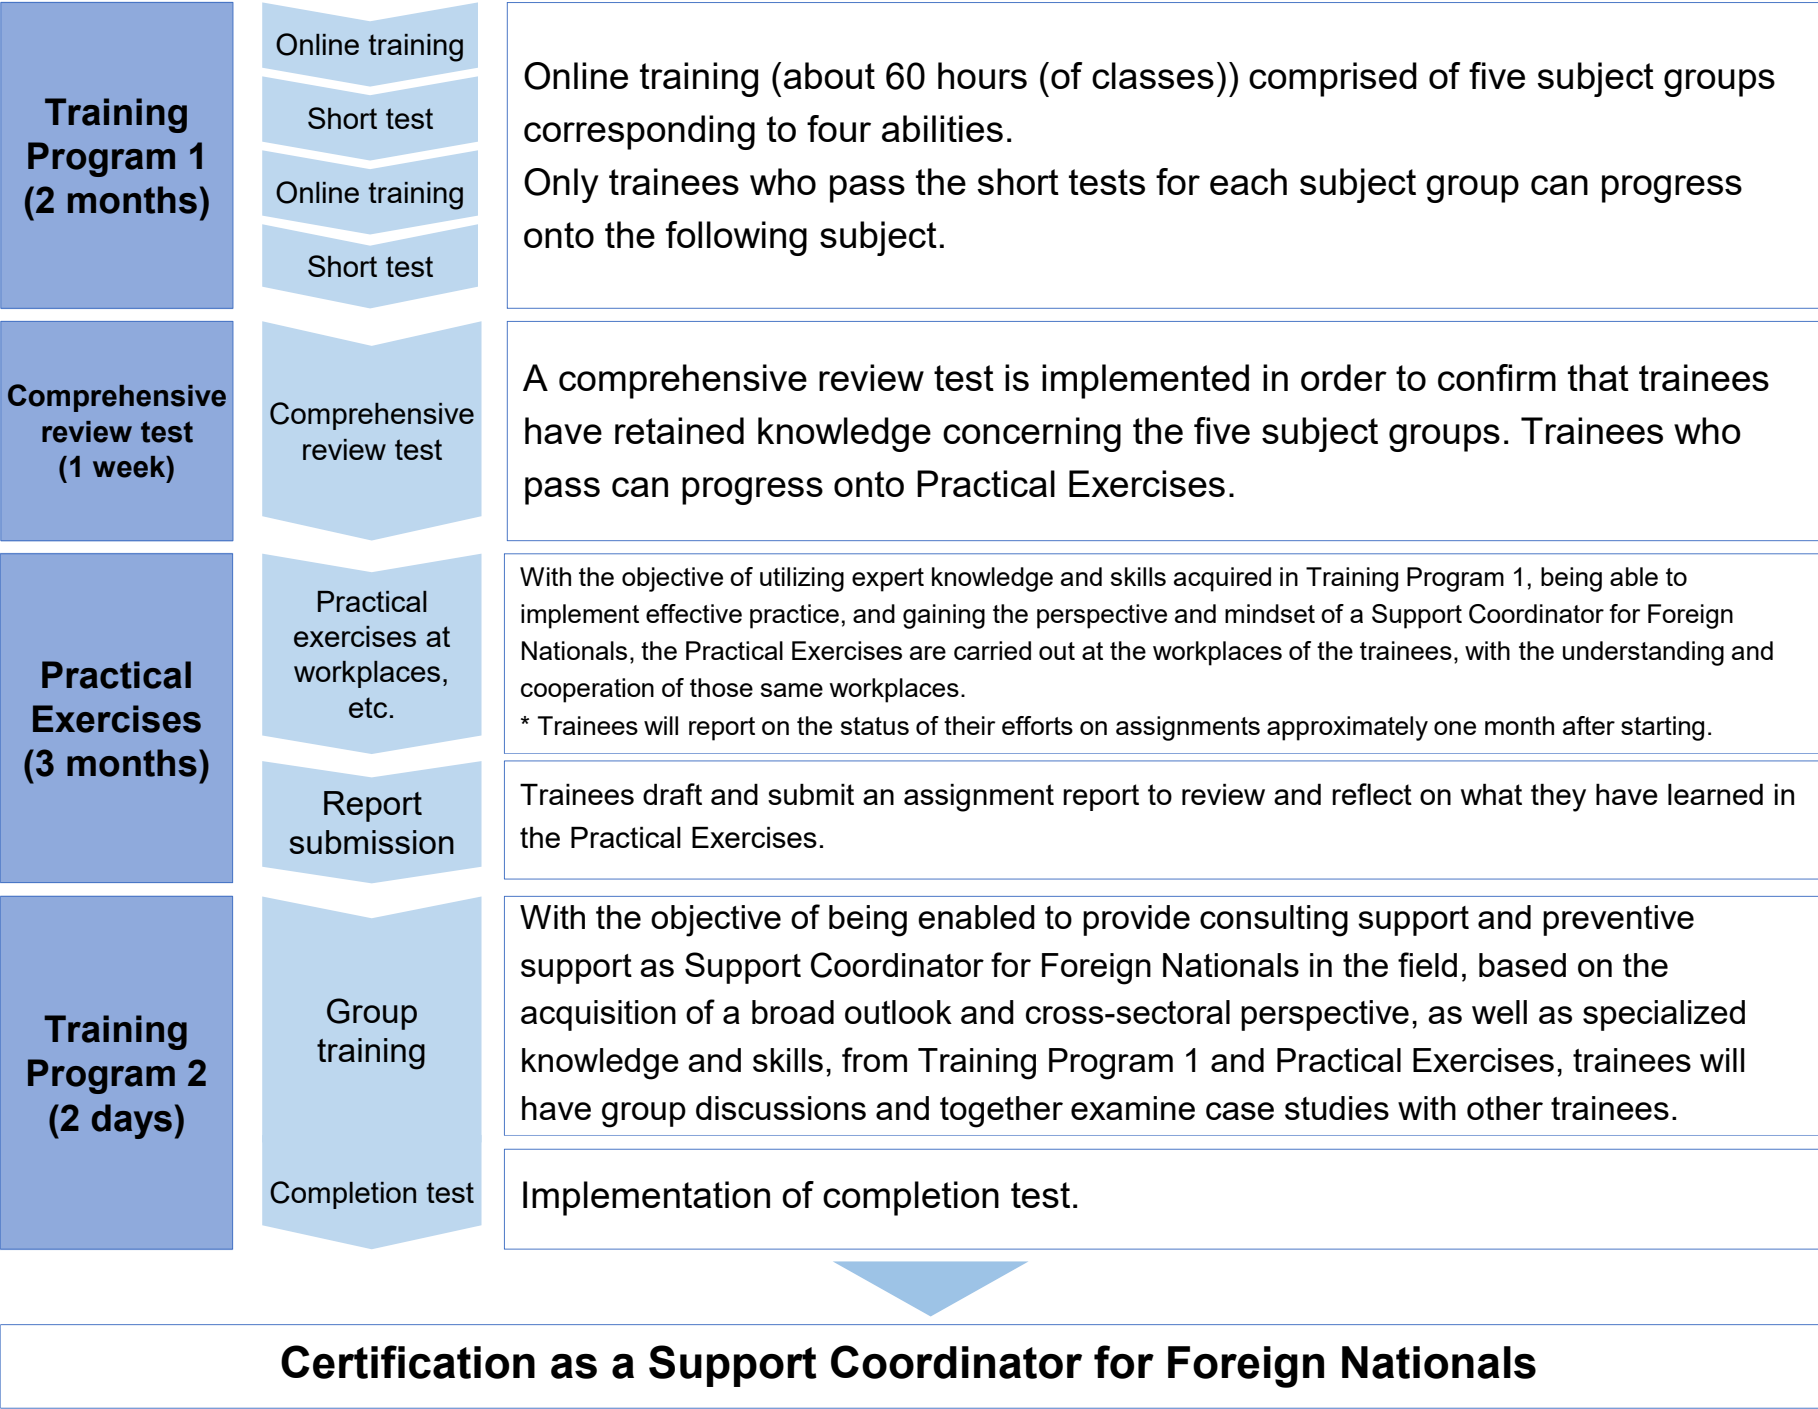 Training
Program 1
(2 months)
Online training
Short test
Online training
Short test
Online training (about 60 hours (of classes)) comprised of five subject groups
corresponding to four abilities.
Only trainees who pass the short tests for each subject group can progress
onto the following subject.
Comprehensive
review test
(1 week)
Comprehensive
review test
A comprehensive review test is implemented in order to confirm that trainees
have retained knowledge concerning the five subject groups. Trainees who
pass can progress onto Practical Exercises.
Practical
Exercises
(3 months)
Practical
exercises at
workplaces,
etc.
With the objective of utilizing expert knowledge and skills acquired in Training Program 1, being able to
implement effective practice, and gaining the perspective and mindset of a Support Coordinator for Foreign
Nationals, the Practical Exercises are carried out at the workplaces of the trainees, with the understanding and
cooperation of those same workplaces.
* Trainees will report on the status of their efforts on assignments approximately one month after starting.
Report
submission
Trainees draft and submit an assignment report to review and reflect on what they have learned in
the Practical Exercises.
Training
Program 2
(2 days)
Group
training
With the objective of being enabled to provide consulting support and preventive
support as Support Coordinator for Foreign Nationals in the field, based on the
acquisition of a broad outlook and cross-sectoral perspective, as well as specialized
knowledge and skills, from Training Program 1 and Practical Exercises, trainees will
have group discussions and together examine case studies with other trainees.
Completion test
Implementation of completion test.
Certification as a Support Coordinator for Foreign Nationals